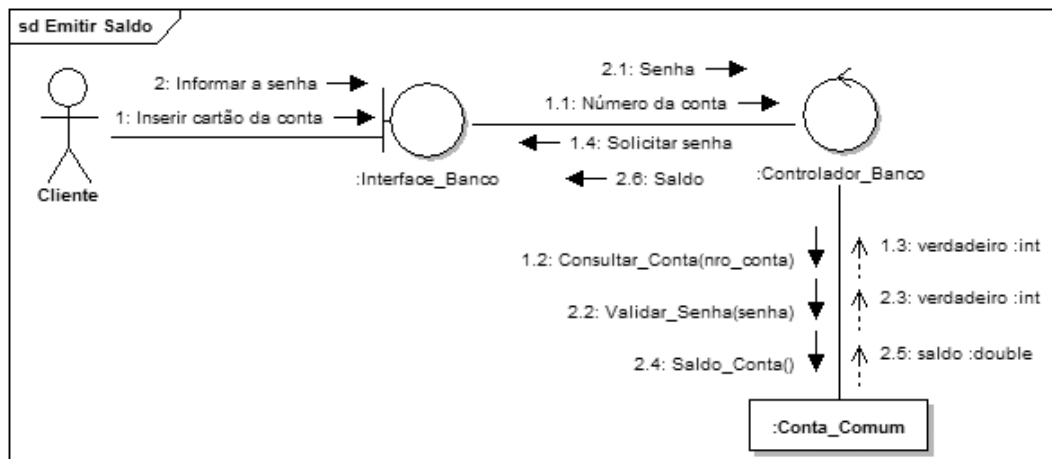 sd Emitir Saldo
2: Informar a senha
1: Inserir cartão da conta
Cliente
:Interface_Banco
2.1: Senha
1.1: Número da conta
1.4: Solicitar senha
2.6: Saldo
:Controlador_Banco
1.2: Consultar_Conta(nro_conta)
1.3: verdadeiro :int
2.2: Validar_Senha(senha)
2.3: verdadeiro :int
2.4: Saldo_Conta()
2.5: saldo :double
:Conta_Comum